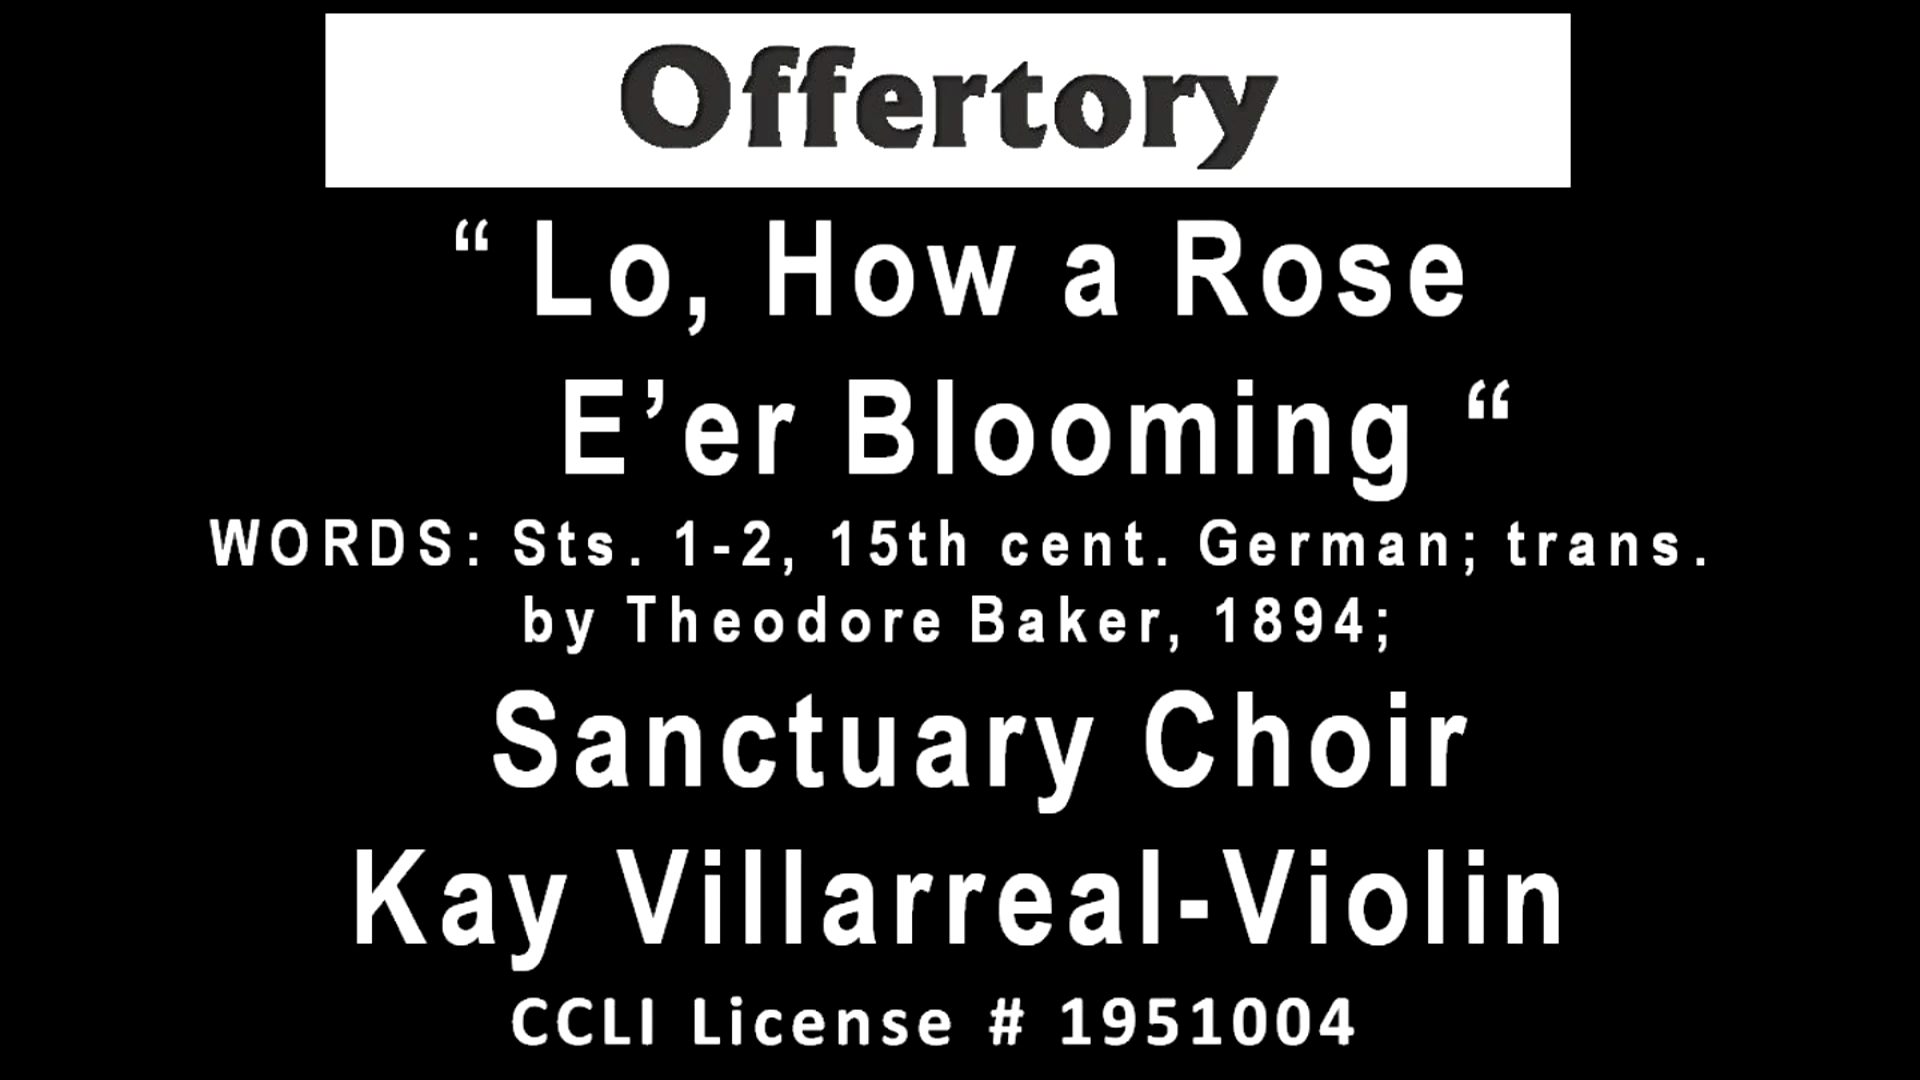 Offertory
“ Lo, How a Rose
E’er Blooming “
WORDS: Sts. 1-2, 15th cent. German; trans.
by Theodore Baker, 1894;
Sanctuary Choir
Kay Villarreal-Violin
CCLI License # 1951004